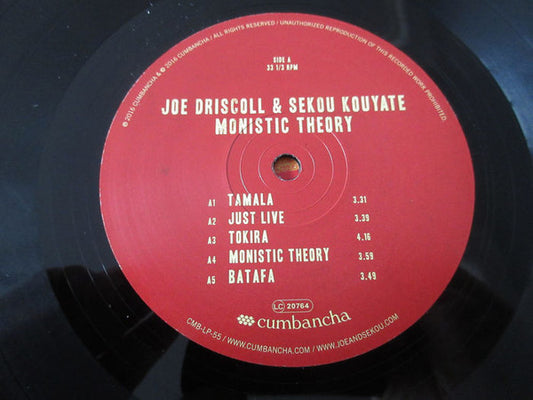 ℗ 2016 CUMBANCHA & © 2016 CUMBANCHA / ALL RIGHTS RESERVED / UNAUTHORIZED REPRODUCTION OF THIS RECORDED WORK PROHIBITED.
SIDE A
33 1/3 RPM
JOE DRISCOLL & SEKOU KOUYATE
MONISTIC THEORY
A1 TAMALA 3.31
A2 JUST LIVE 3.39
A3 TOKIRA 4.16
A4 MONISTIC THEORY 3.59
A5 BATAFA 3.49
LC 20764
cumbancha
CMB-LP-55 / WWW.CUMBANCHA.COM / WWW.JOEANDSEKOU.COM